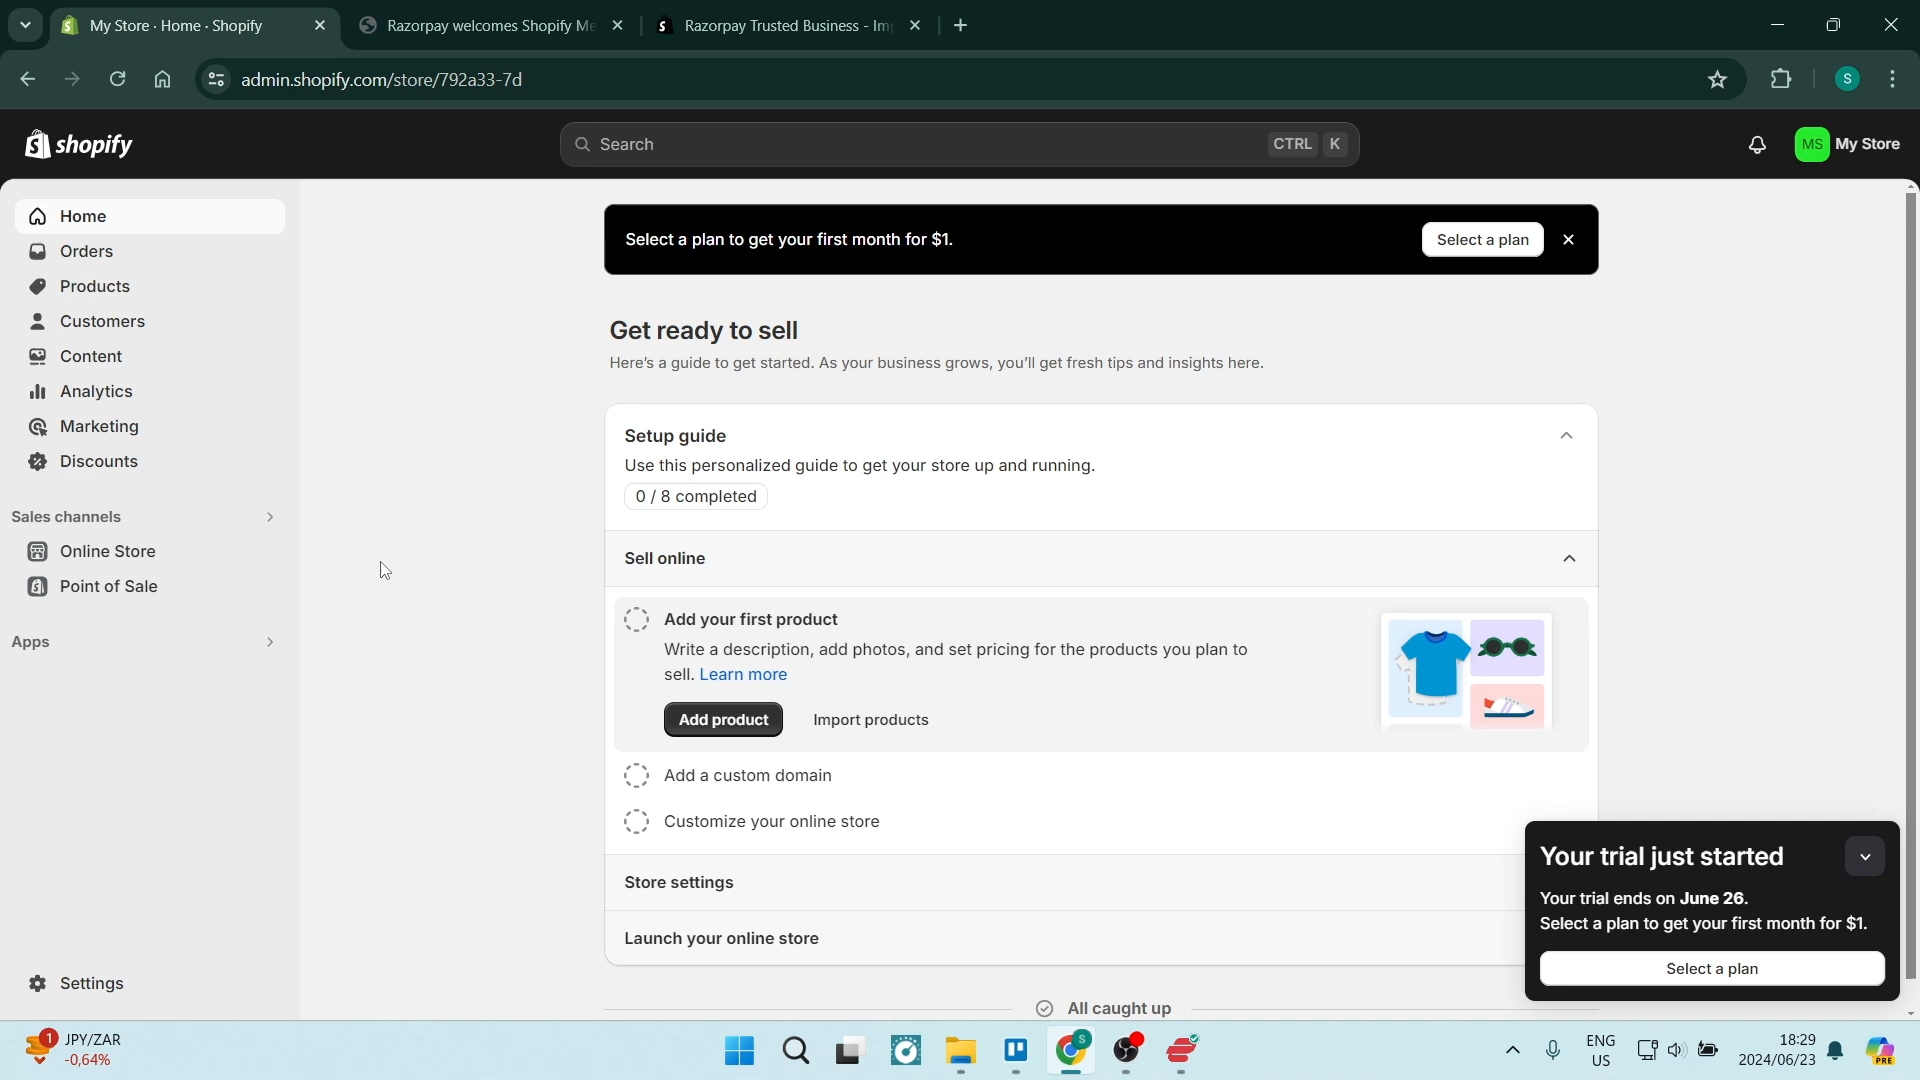 My Store · Home · Shopify
Razorpay welcomes Shopify Me
Razorpay Trusted Business - Im
admin.shopify.com/store/792a33-7d
S
shopify
Search
CTRL K
MS My Store
Home
Orders
Products
Customers
Content
Analytics
Marketing
Discounts
Sales channels
Online Store
Point of Sale
Apps
Settings
Select a plan to get your first month for $1.
Select a plan
Get ready to sell
Here's a guide to get started. As your business grows, you'll get fresh tips and insights here.
Setup guide
Use this personalized guide to get your store up and running.
0 / 8 completed
Sell online
Add your first product
Write a description, add photos, and set pricing for the products you plan to
sell. Learn more
Add product
Import products
Add a custom domain
Customize your online store
Store settings
Launch your online store
All caught up
Your trial just started
Your trial ends on June 26.
Select a plan to get your first month for $1.
Select a plan
1
JPY/ZAR
-0,64%
S
ENG
US
18:29
2024/06/23
PRE